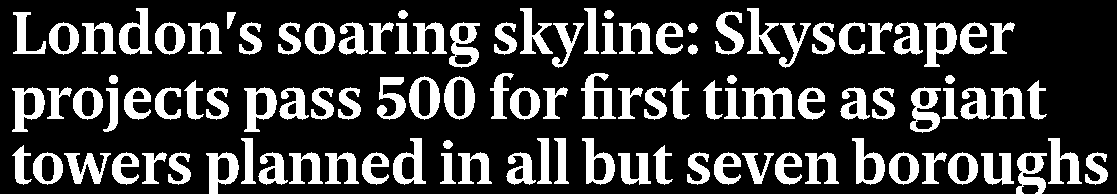 London's soaring skyline: Skyscraper
projects pass 500 for first time as giant
towers planned in all but seven boroughs